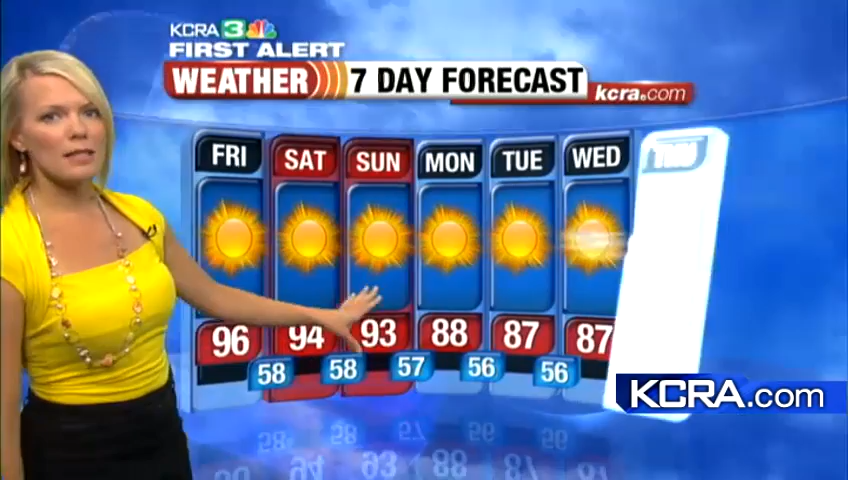 KCRA 3
FIRST ALERT
WEATHER 7 DAY FORECAST
kcra.com
FRI SAT SUN MON TUE WED THU
96 94 93 88 87 87
58 58 57 56 56
KCRA.com